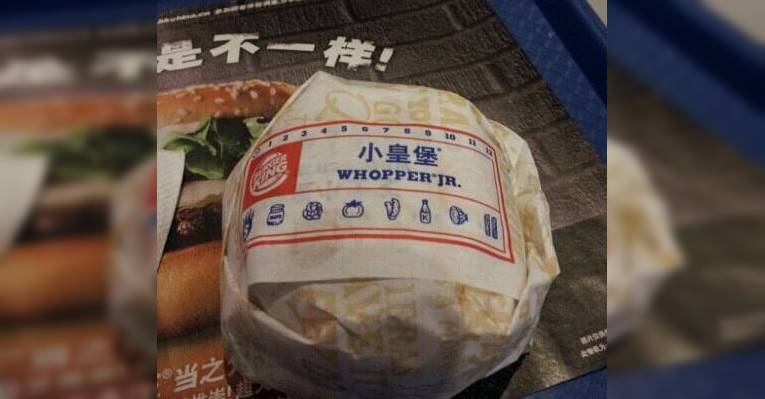 是不一样!
1 2 3 4 5 6 7 8 9 10 11 12
小皇堡®
BURGER KING
WHOPPER® JR.
当之